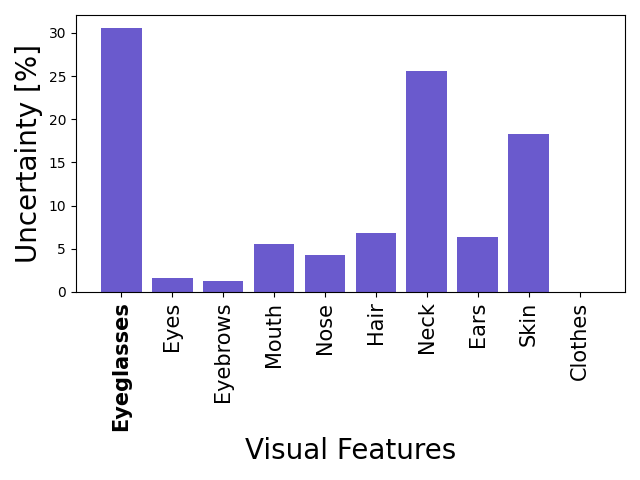 Uncertainty [%]
30
25
20
15
10
5
0
Eyeglasses
Eyes
Eyebrows
Mouth
Nose
Hair
Neck
Ears
Skin
Clothes
Visual Features